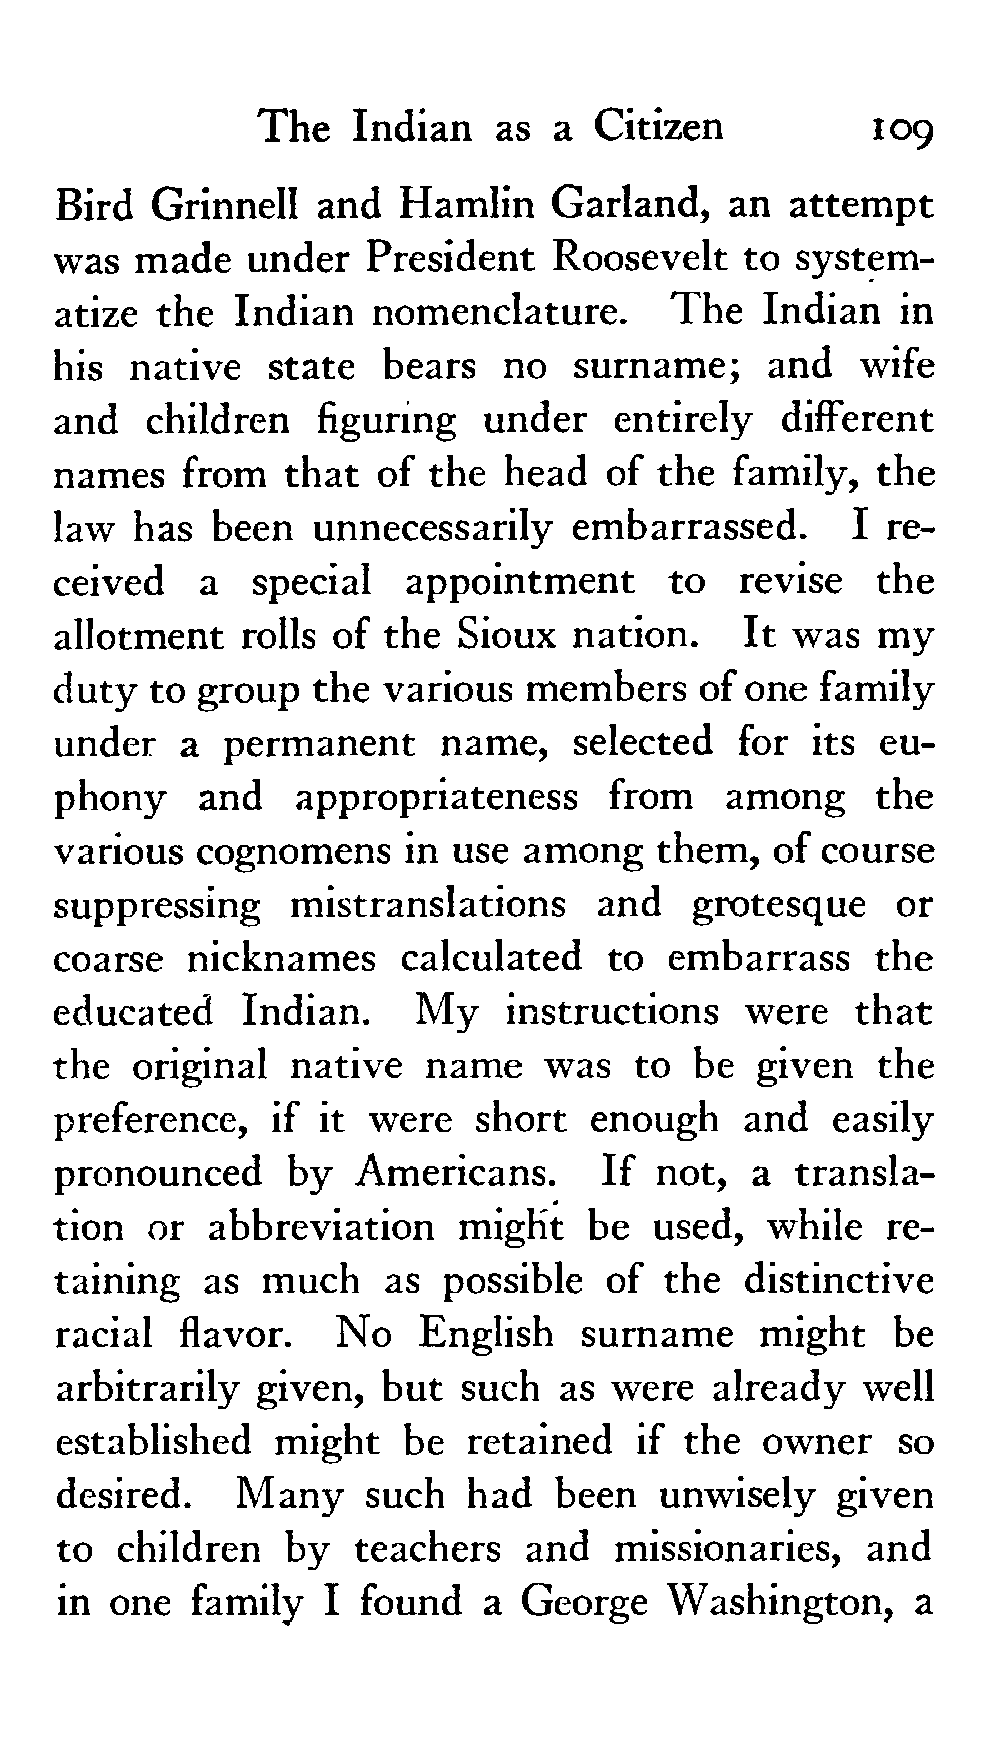 The Indian as a Citizen 109
Bird Grinnell and Hamlin Garland, an attempt
was made under President Roosevelt to system-
atize the Indian nomenclature. The Indian in
his native state bears no surname; and wife
and children figuring under entirely different
names from that of the head of the family, the
law has been unnecessarily embarrassed. I re-
ceived a special appointment to revise the
allotment rolls of the Sioux nation. It was my
duty to group the various members of one family
under a permanent name, selected for its eu-
phony and appropriateness from among the
various cognomens in use among them, of course
suppressing mistranslations and grotesque or
coarse nicknames calculated to embarrass the
educated Indian. My instructions were that
the original native name was to be given the
preference, if it were short enough and easily
pronounced by Americans. If not, a transla-
tion or abbreviation might be used, while re-
taining as much as possible of the distinctive
racial flavor. No English surname might be
arbitrarily given, but such as were already well
established might be retained if the owner so
desired. Many such had been unwisely given
to children by teachers and missionaries, and
in one family I found a George Washington, a